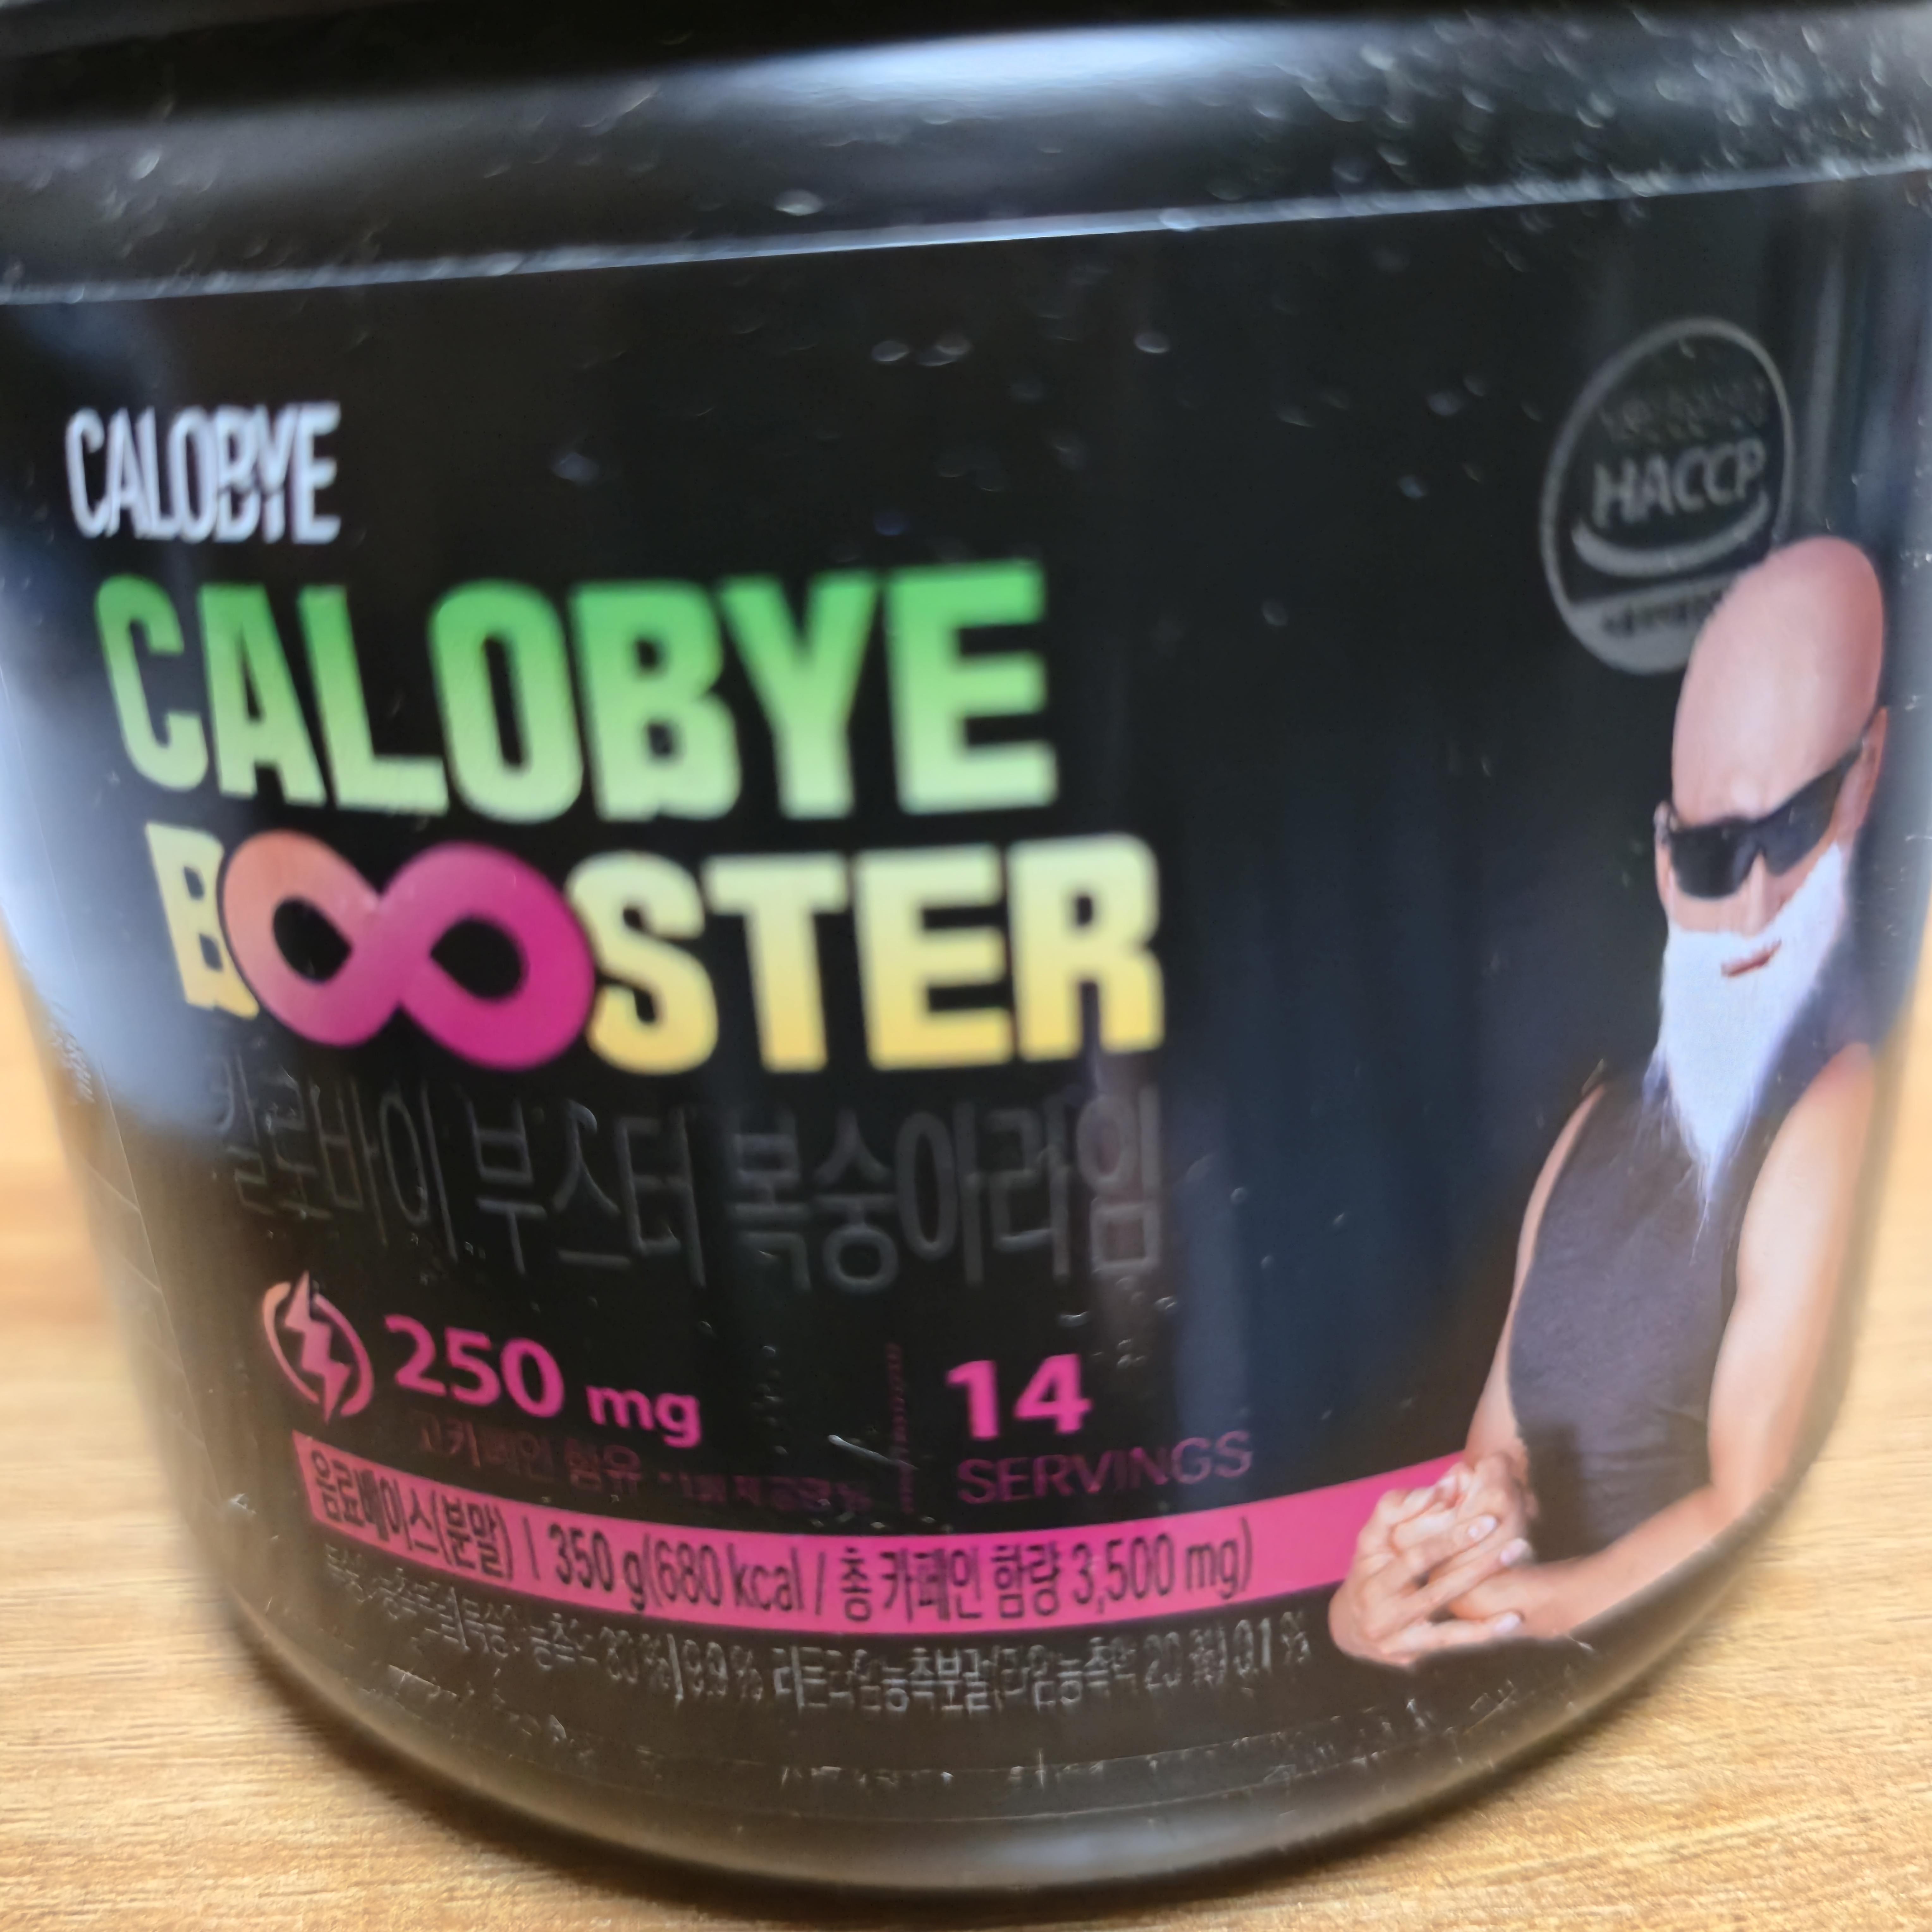 CALOBYE
HACCP
CALOBYE
BOOSTER
칼로바이 부스터 복숭아라임
250 mg
고카페인 함유
14
SERVINGS
음료베이스(분말) | 350 g(680 kcal / 총 카페인 함량 3,500 mg)